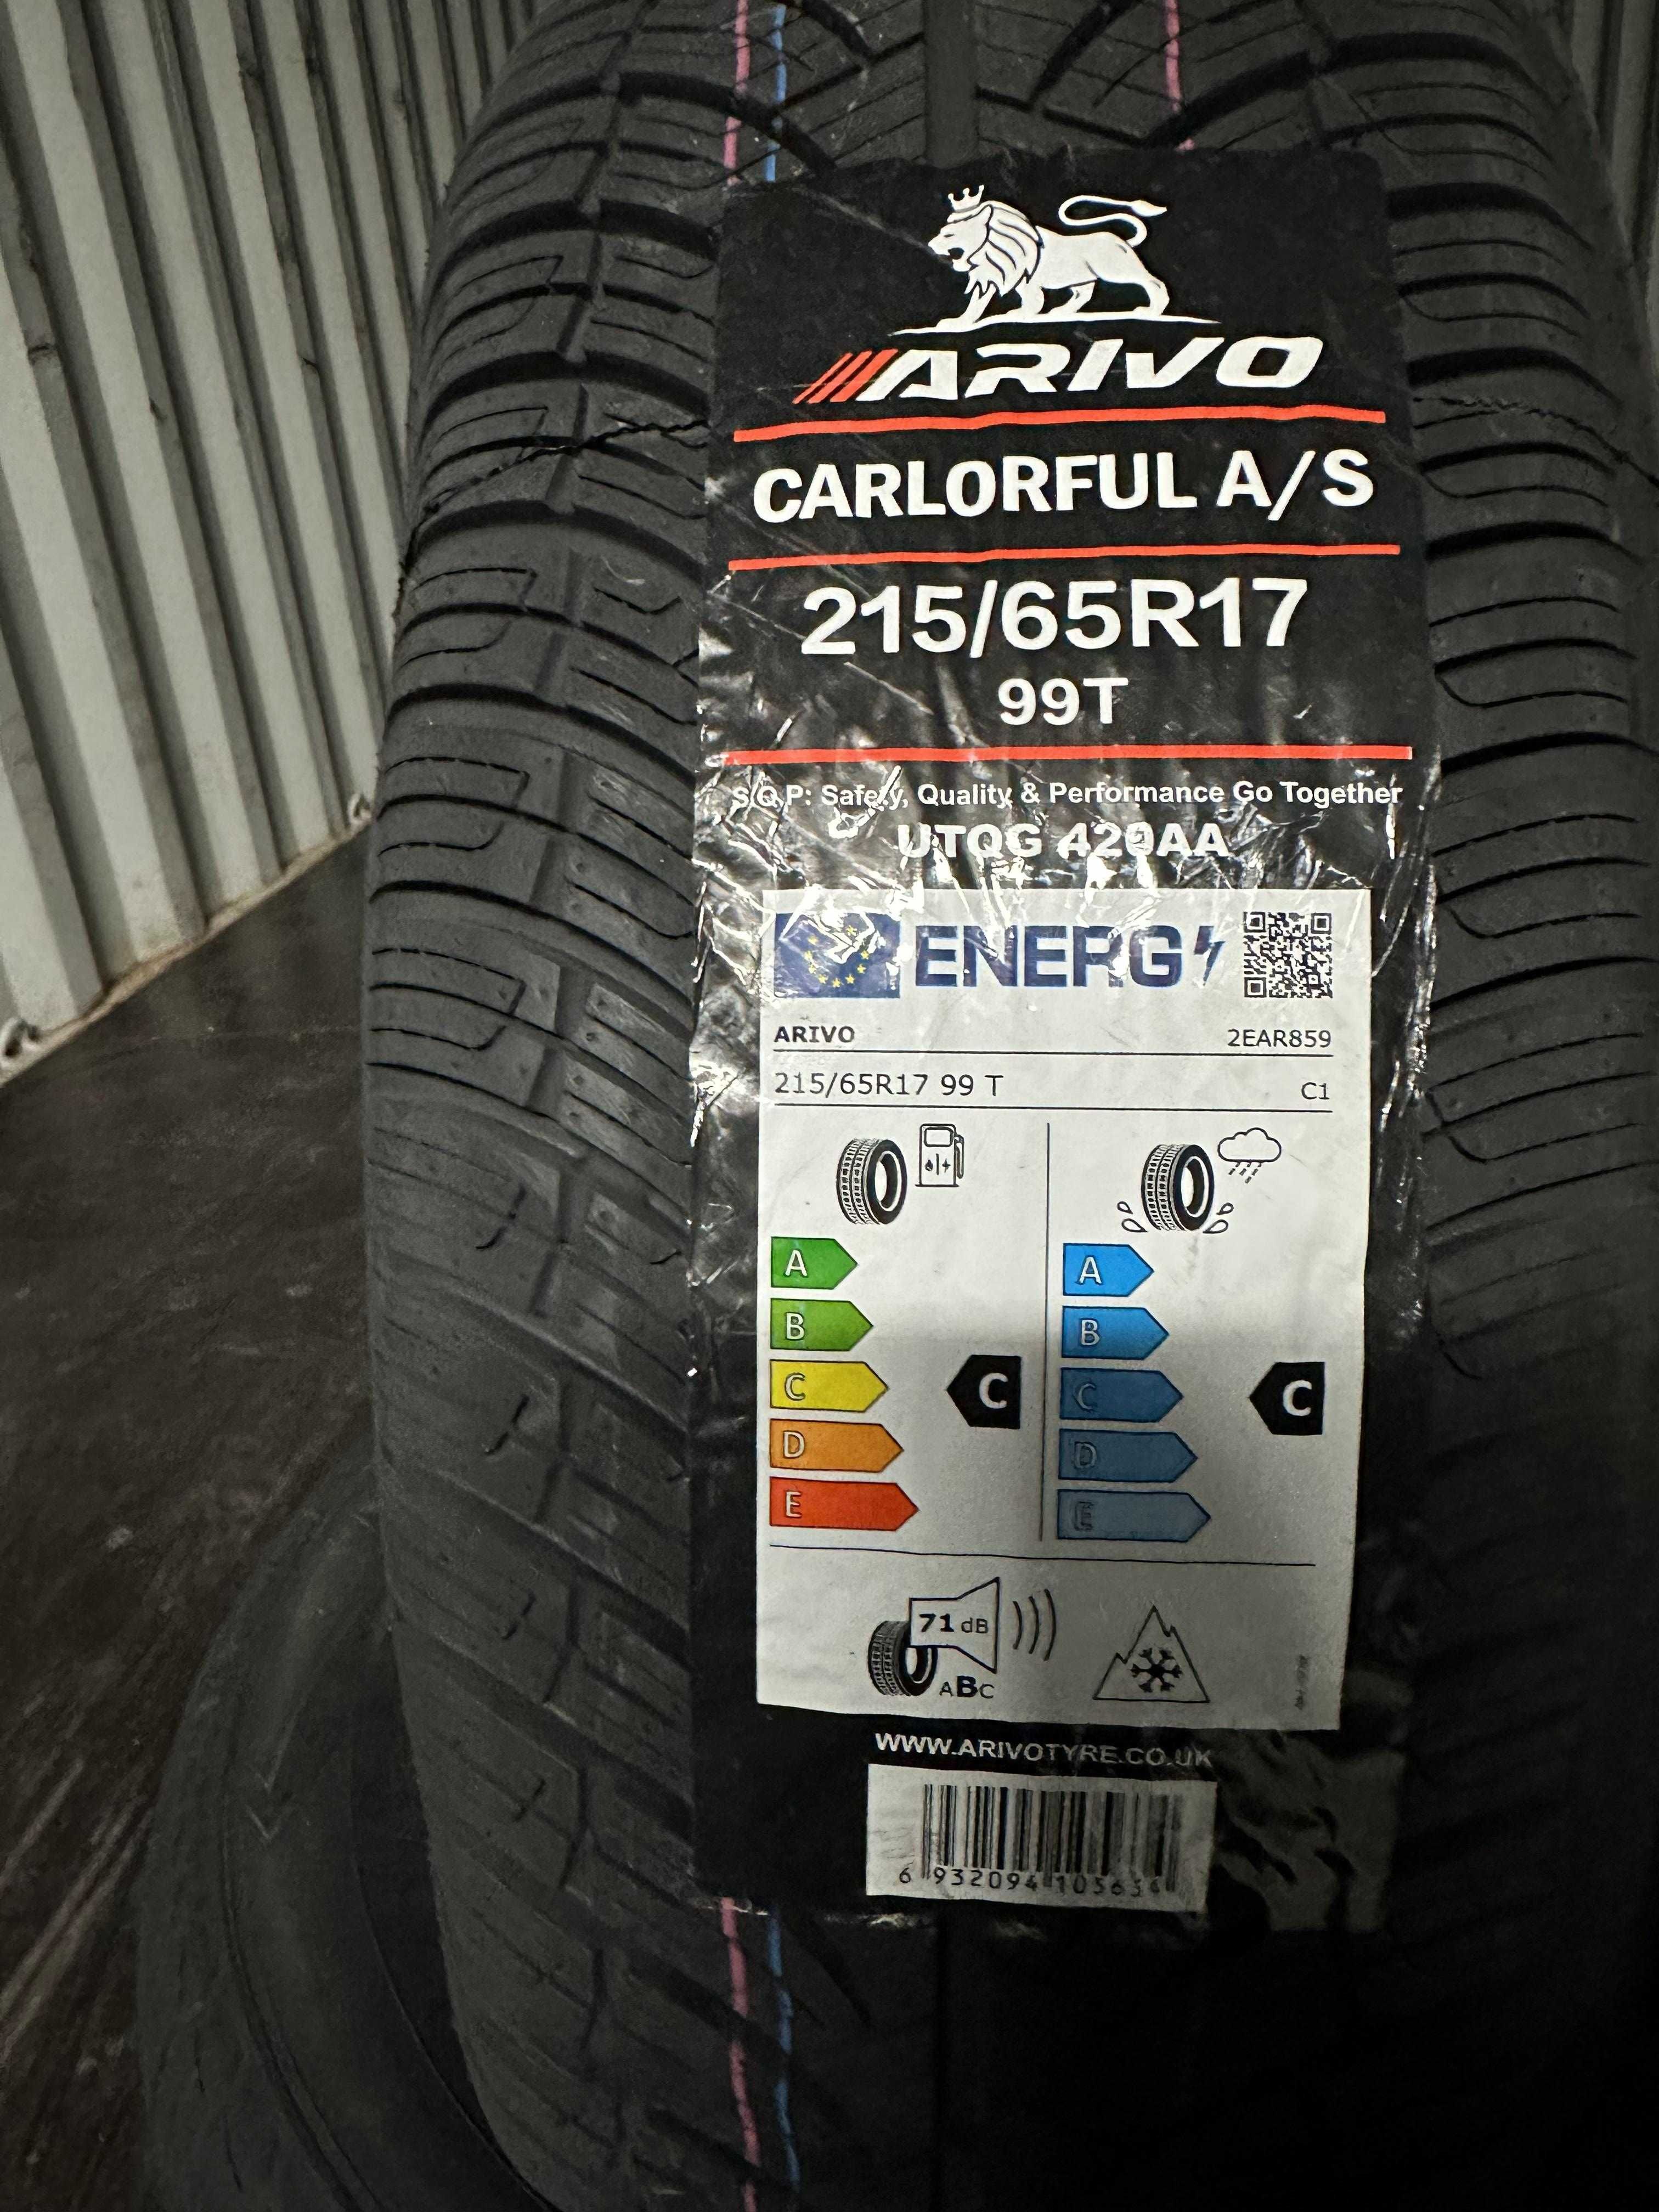 ARIVO
CARLORFUL A/S
215/65R17
99T
S.Q.P: Safety, Quality & Performance Go Together
UTQG 420AA
ENERG
ARIVO 2EAR859
215/65R17 99 T C1
A A
B B
C C C C
D D
E E
71 dB
ABC
WWW.ARIVOTYRE.CO.UK
6 932094